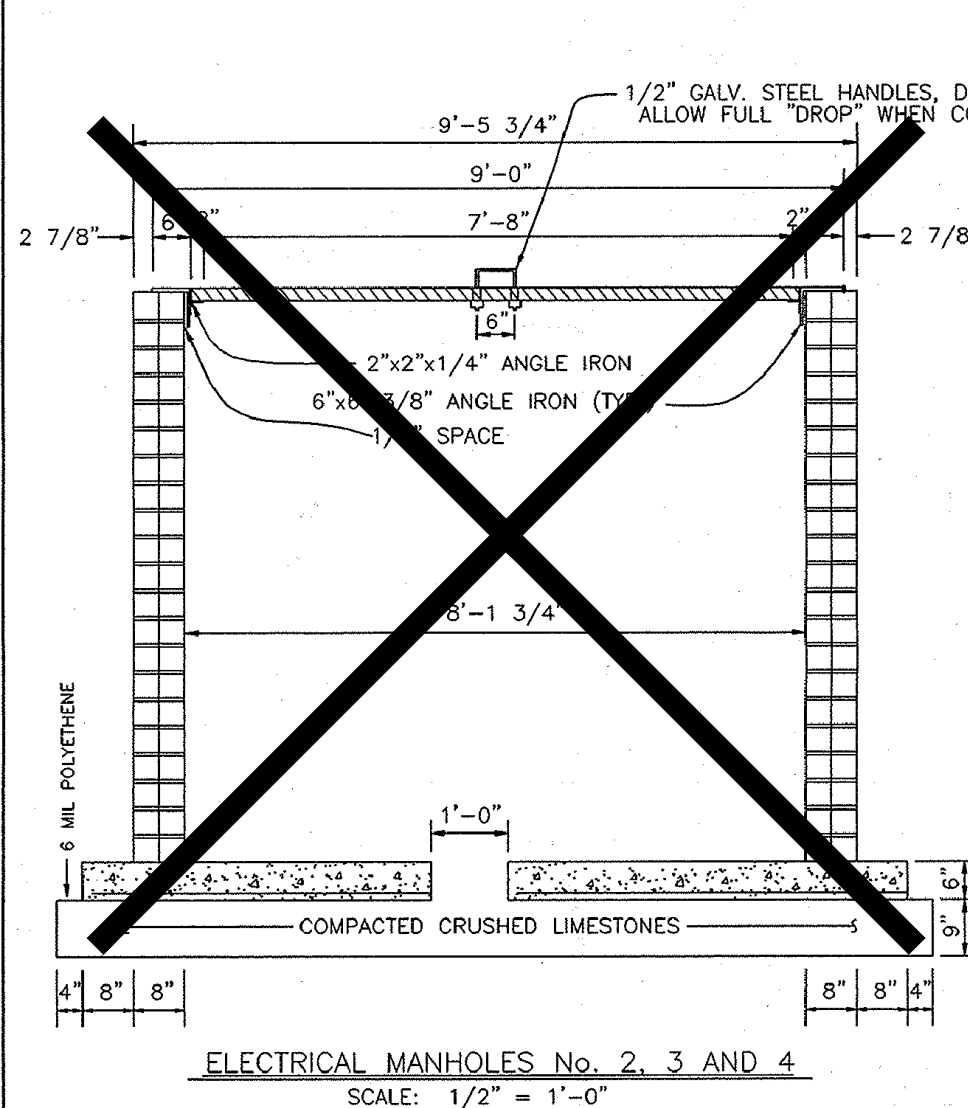 1/2" GALV. STEEL HANDLES,
ALLOW FULL "DROP" WHEN
9'-5 3/4"
9'-0"
2 7/8" 7'-8" 2" 2 7/8
6"
2"x2"x1/4" ANGLE IRON
ANGLE IRON
SPACE
8'-1 3/4"
6 MIL POLYETHENE
1'-0"
6"
COMPACTED CRUSHED LIMESTONES
9"
4" 8" 8" 8" 8" 4"
ELECTRICAL MANHOLES No. 2, 3 AND 4
SCALE: 1/2" = 1'-0"